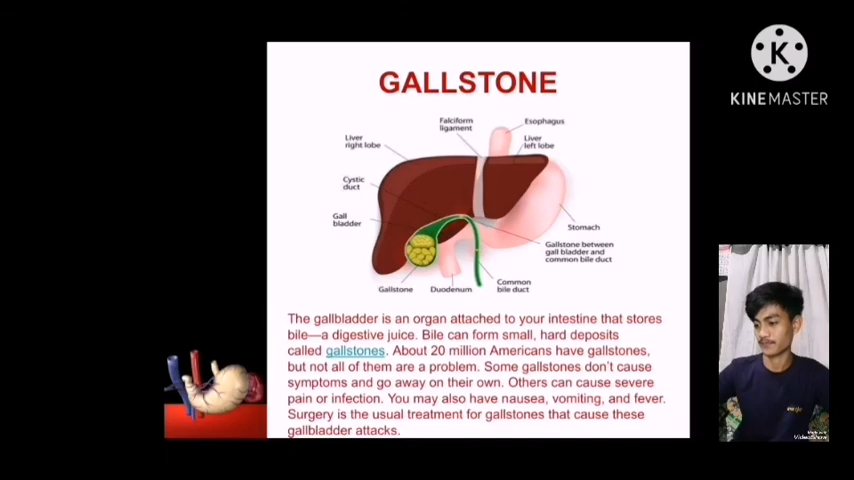 GALLSTONE
KINEMASTER
Falciform
ligament
Esophagus
Liver
right lobe
Liver
left lobe
Cystic
duct
Gall
bladder
Stomach
Gallstone between
gall bladder and
common bile duct
Gallstone
Duodenum
Common
bile duct
The gallbladder is an organ attached to your intestine that stores
bile—a digestive juice. Bile can form small, hard deposits
called gallstones. About 20 million Americans have gallstones,
but not all of them are a problem. Some gallstones don't cause
symptoms and go away on their own. Others can cause severe
pain or infection. You may also have nausea, vomiting, and fever.
Surgery is the usual treatment for gallstones that cause these
gallbladder attacks.
VideoShow